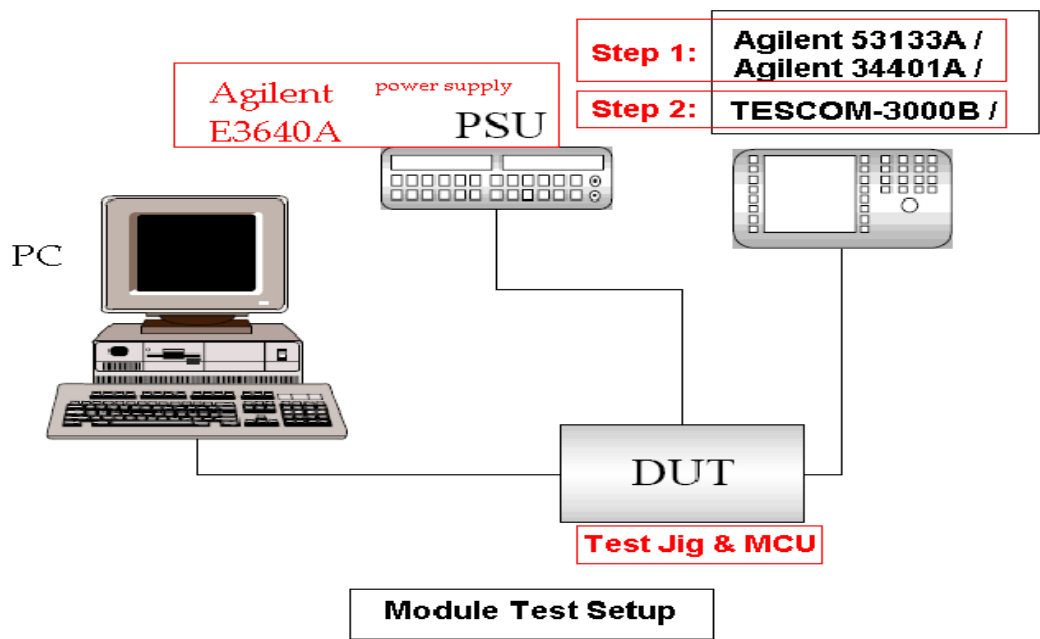 Step 1:
Agilent 53133A /
Agilent 34401A /
Step 2:
TESCOM-3000B /
Agilent
E3640A
power supply
PSU
PC
DUT
Test Jig & MCU
Module Test Setup